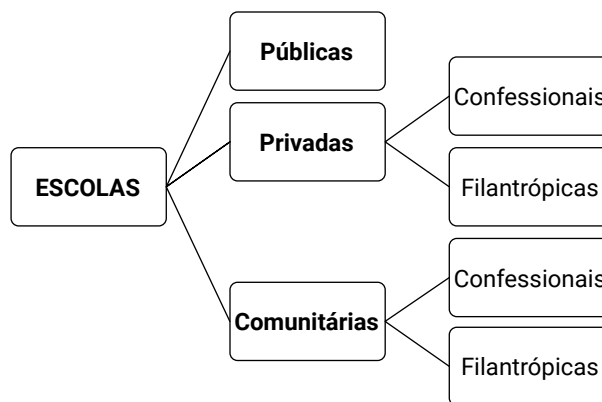 ESCOLAS
Públicas
Privadas
Confessionais
Filantrópicas
Comunitárias
Confessionais
Filantrópicas